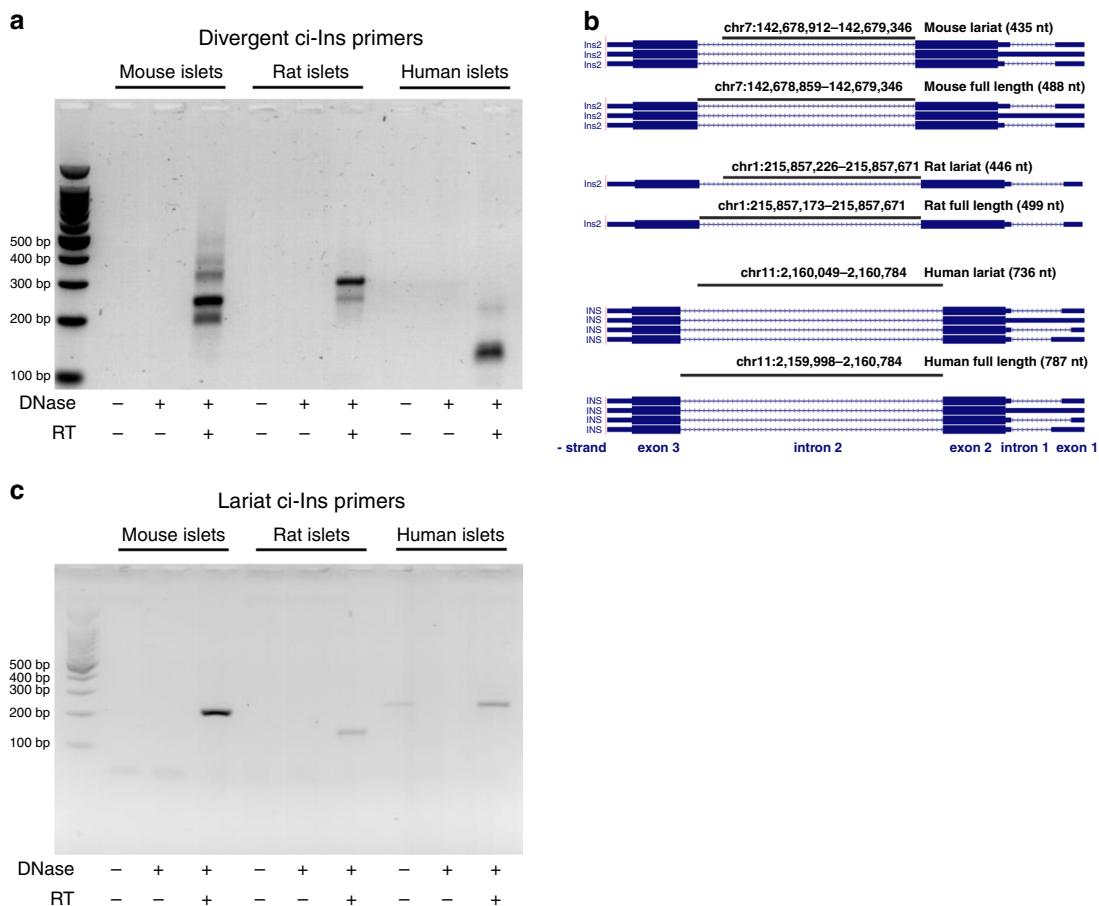 a
Divergent ci-Ins primers
Mouse islets Rat islets Human islets
500 bp
400 bp
300 bp
200 bp
100 bp
DNase – + + – + + – + +
RT – – + – – + – – +
b
chr7:142,678,912–142,679,346 Mouse lariat (435 nt)
Ins2
Ins2
Ins2
chr7:142,678,859–142,679,346 Mouse full length (488 nt)
Ins2
Ins2
Ins2
chr1:215,857,226–215,857,671 Rat lariat (446 nt)
Ins2
chr1:215,857,173–215,857,671 Rat full length (499 nt)
Ins2
chr11:2,160,049–2,160,784 Human lariat (736 nt)
INS
INS
INS
INS
chr11:2,159,998–2,160,784 Human full length (787 nt)
INS
INS
INS
INS
- strand exon 3 intron 2 exon 2 intron 1 exon 1
c
Lariat ci-Ins primers
Mouse islets Rat islets Human islets
500 bp
400 bp
300 bp
200 bp
100 bp
DNase – + + – + + – + +
RT – – + – – + – – +